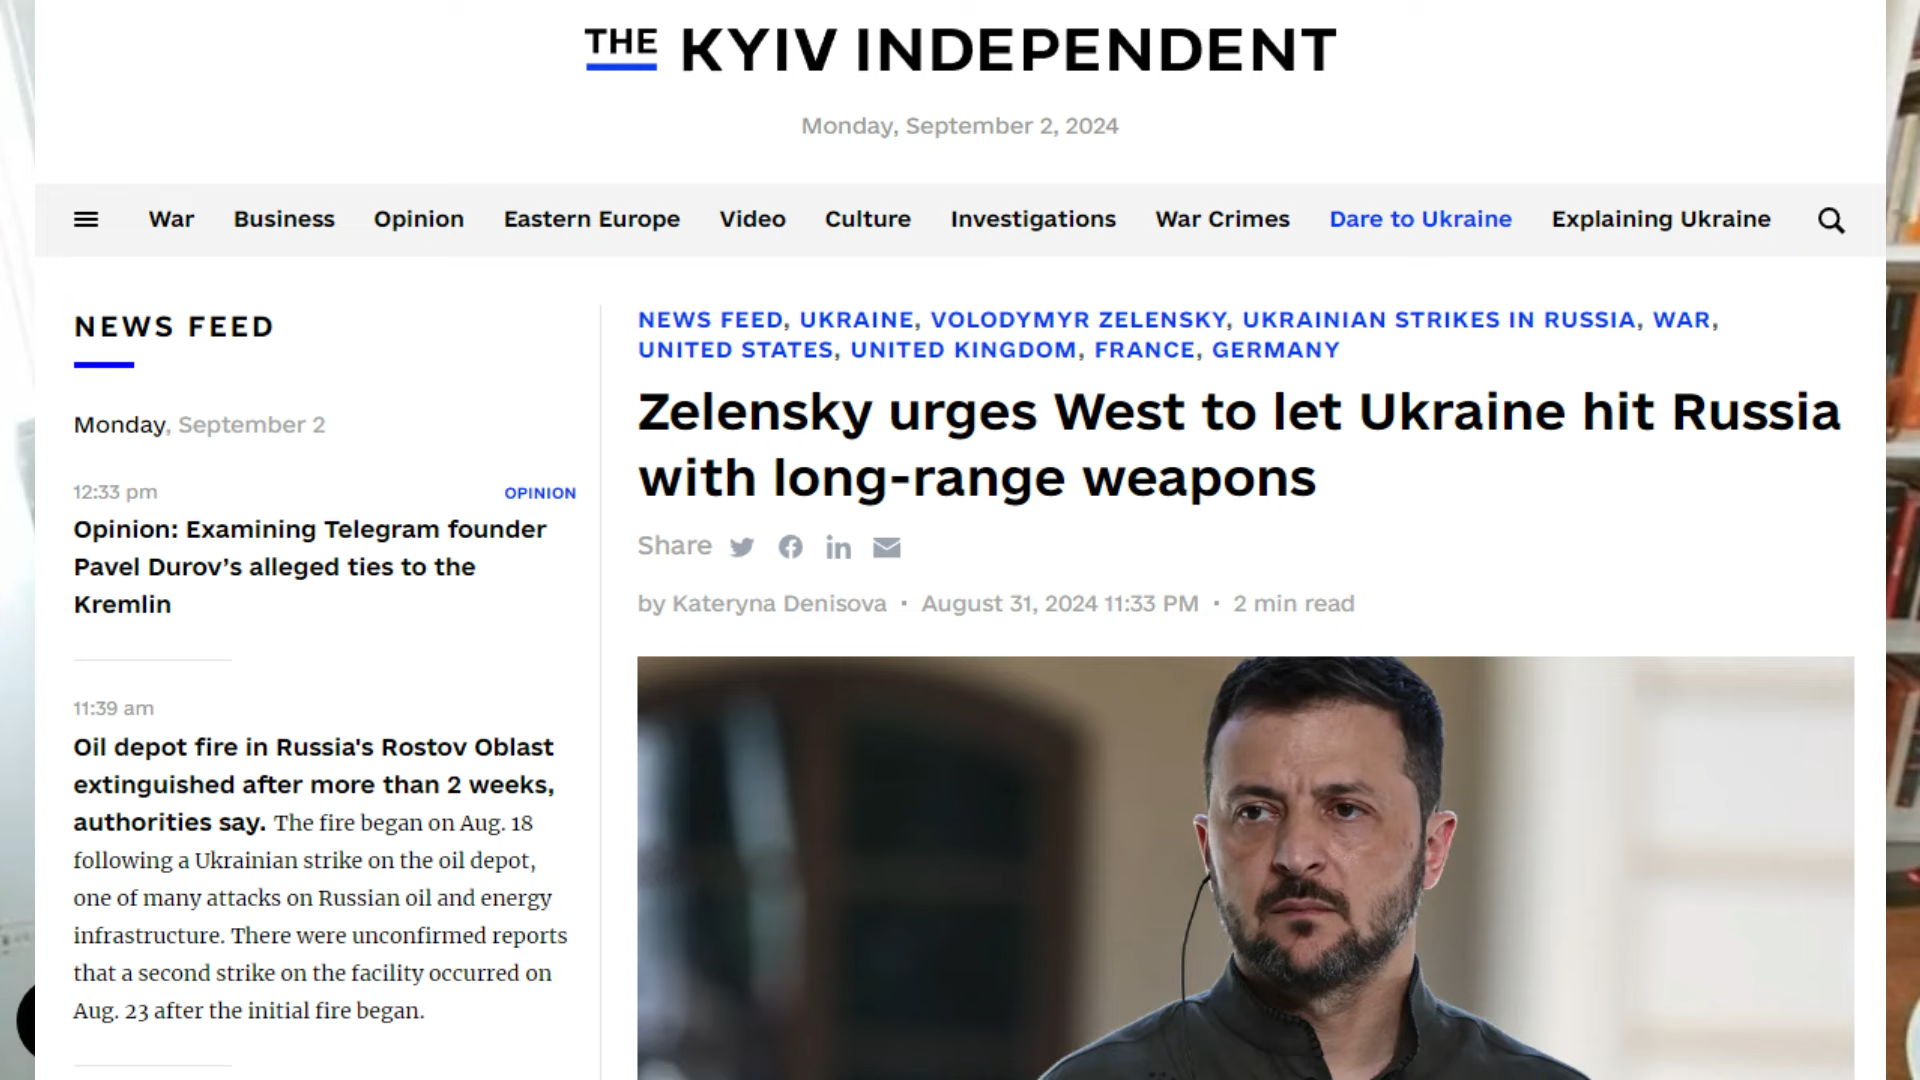 THE KYIV INDEPENDENT
Monday, September 2, 2024
War Business Opinion Eastern Europe Video Culture Investigations War Crimes Dare to Ukraine Explaining Ukraine
NEWS FEED
Monday, September 2
12:33 pm OPINION
Opinion: Examining Telegram founder
Pavel Durov’s alleged ties to the
Kremlin
11:39 am
Oil depot fire in Russia's Rostov Oblast
extinguished after more than 2 weeks,
authorities say. The fire began on Aug. 18
following a Ukrainian strike on the oil depot,
one of many attacks on Russian oil and energy
infrastructure. There were unconfirmed reports
that a second strike on the facility occurred on
Aug. 23 after the initial fire began.
NEWS FEED, UKRAINE, VOLODYMYR ZELENSKY, UKRAINIAN STRIKES IN RUSSIA, WAR,
UNITED STATES, UNITED KINGDOM, FRANCE, GERMANY
Zelensky urges West to let Ukraine hit Russia
with long-range weapons
Share
by Kateryna Denisova · August 31, 2024 11:33 PM · 2 min read